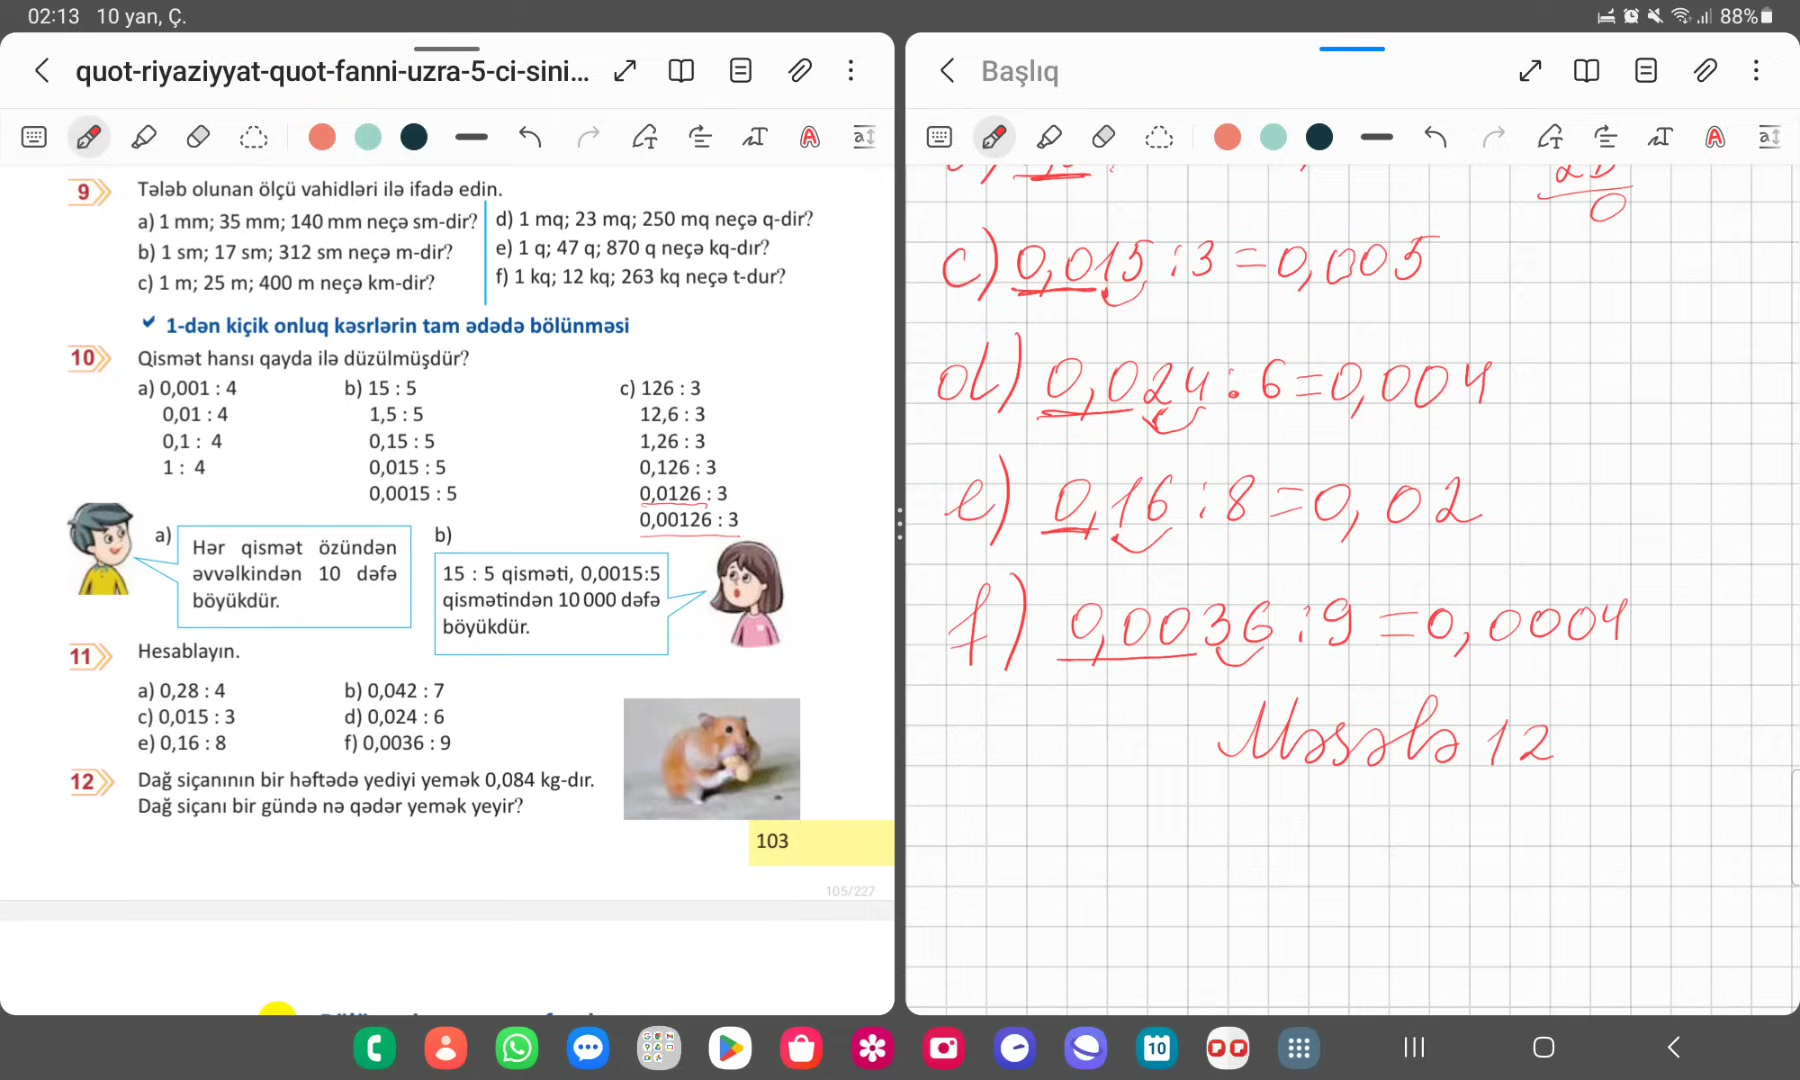 02:13 10 yan, Ç.
88%
quot-riyaziyyat-quot-fanni-uzra-5-ci-sini...
9 Tələb olunan ölçü vahidləri ilə ifadə edin.
a) 1 mm; 35 mm; 140 mm neçə sm-dir?
b) 1 sm; 17 sm; 312 sm neçə m-dir?
c) 1 m; 25 m; 400 m neçə km-dir?
d) 1 mq; 23 mq; 250 mq neçə q-dir?
e) 1 q; 47 q; 870 q neçə kq-dır?
f) 1 kq; 12 kq; 263 kq neçə t-dur?
1-dən kiçik onluq kəsrlərin tam ədədə bölünməsi
10 Qismət hansı qayda ilə düzülmüşdür?
a) 0,001 : 4
0,01 : 4
0,1 : 4
1 : 4
b) 15 : 5
1,5 : 5
0,15 : 5
0,015 : 5
0,0015 : 5
c) 126 : 3
12,6 : 3
1,26 : 3
0,126 : 3
0,0126 : 3
0,00126 : 3
a)
Hər qismət özündən
əvvəlkindən 10 dəfə
böyükdür.
b)
15 : 5 qisməti, 0,0015:5
qismətindən 10 000 dəfə
böyükdür.
11 Hesablayın.
a) 0,28 : 4 b) 0,042 : 7
c) 0,015 : 3 d) 0,024 : 6
e) 0,16 : 8 f) 0,0036 : 9
12 Dağ siçanının bir həftədə yediyi yemək 0,084 kg-dır.
Dağ siçanı bir gündə nə qədər yemək yeyir?
103
105/227
Başlıq
0
c) 0,015 : 3 = 0,005
d) 0,024 : 6 = 0,004
e) 0,16 : 8 = 0,02
f) 0,0036 : 9 = 0,0004
Məsələ 12
10